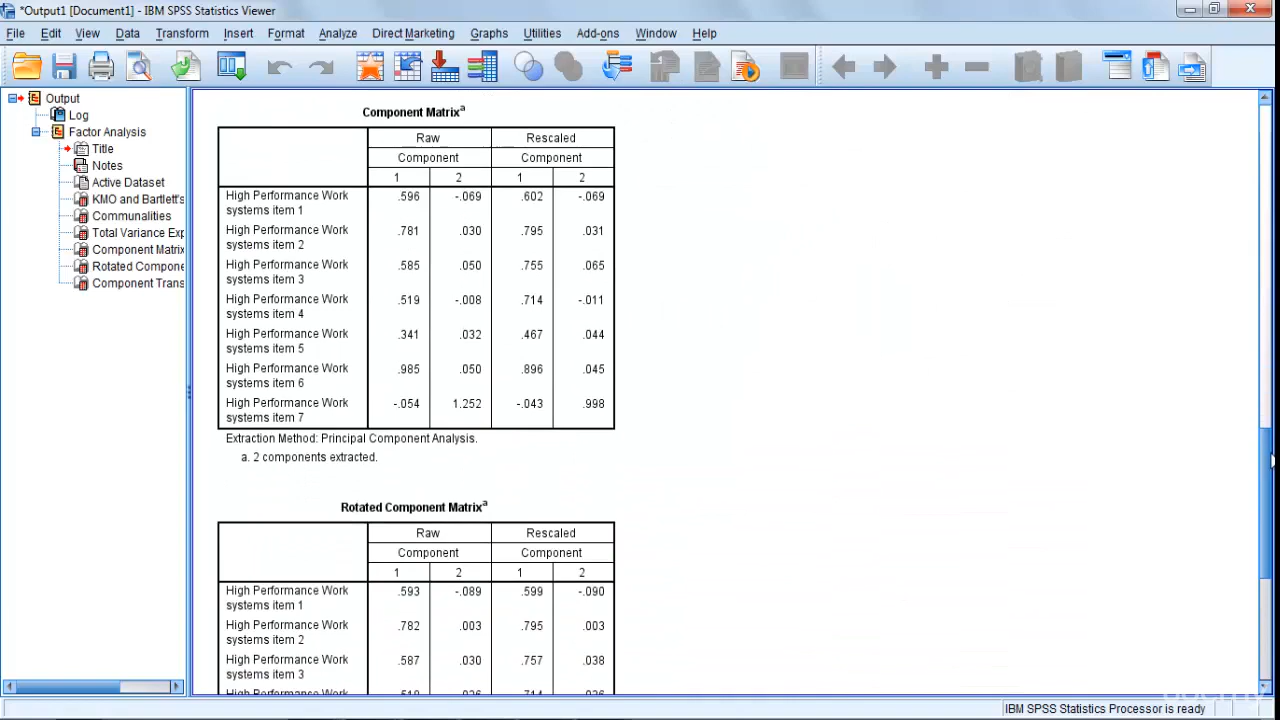 *Output1 [Document1] - IBM SPSS Statistics Viewer
File Edit View Data Transform Insert Format Analyze Direct Marketing Graphs Utilities Add-ons Window Help
Output
Log
Factor Analysis
Title
Notes
Active Dataset
KMO and Bartlett's
Communalities
Total Variance Exp
Component Matrix
Rotated Compone
Component Trans
Component Matrixa
Raw Rescaled
Component Component
1 2 1 2
High Performance Work
systems item 1 .596 -.069 .602 -.069
High Performance Work
systems item 2 .781 .030 .795 .031
High Performance Work
systems item 3 .585 .050 .755 .065
High Performance Work
systems item 4 .519 -.008 .714 -.011
High Performance Work
systems item 5 .341 .032 .467 .044
High Performance Work
systems item 6 .985 .050 .896 .045
High Performance Work
systems item 7 -.054 1.252 -.043 .998
Extraction Method: Principal Component Analysis.
a. 2 components extracted.
Rotated Component Matrixa
Raw Rescaled
Component Component
1 2 1 2
High Performance Work
systems item 1 .593 -.089 .599 -.090
High Performance Work
systems item 2 .782 .003 .795 .003
High Performance Work
systems item 3 .587 .030 .757 .038
IBM SPSS Statistics Processor is ready